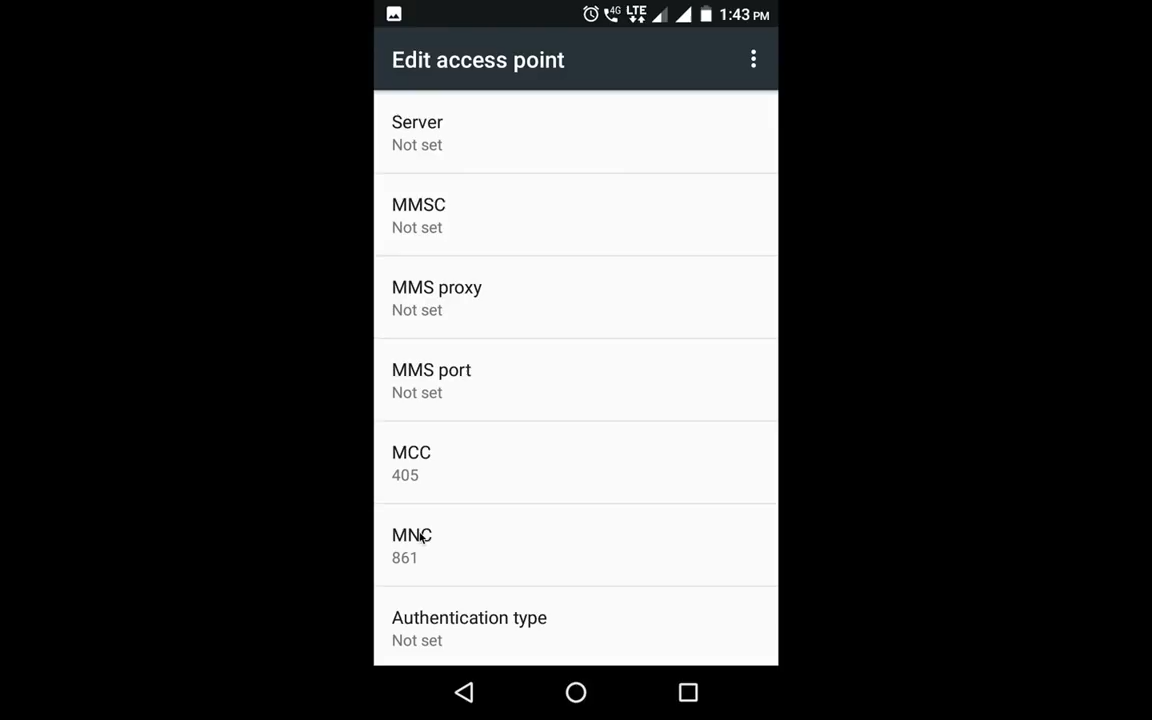 4G LTE 1:43 PM
Edit access point
Server
Not set
MMSC
Not set
MMS proxy
Not set
MMS port
Not set
MCC
405
MNC
861
Authentication type
Not set